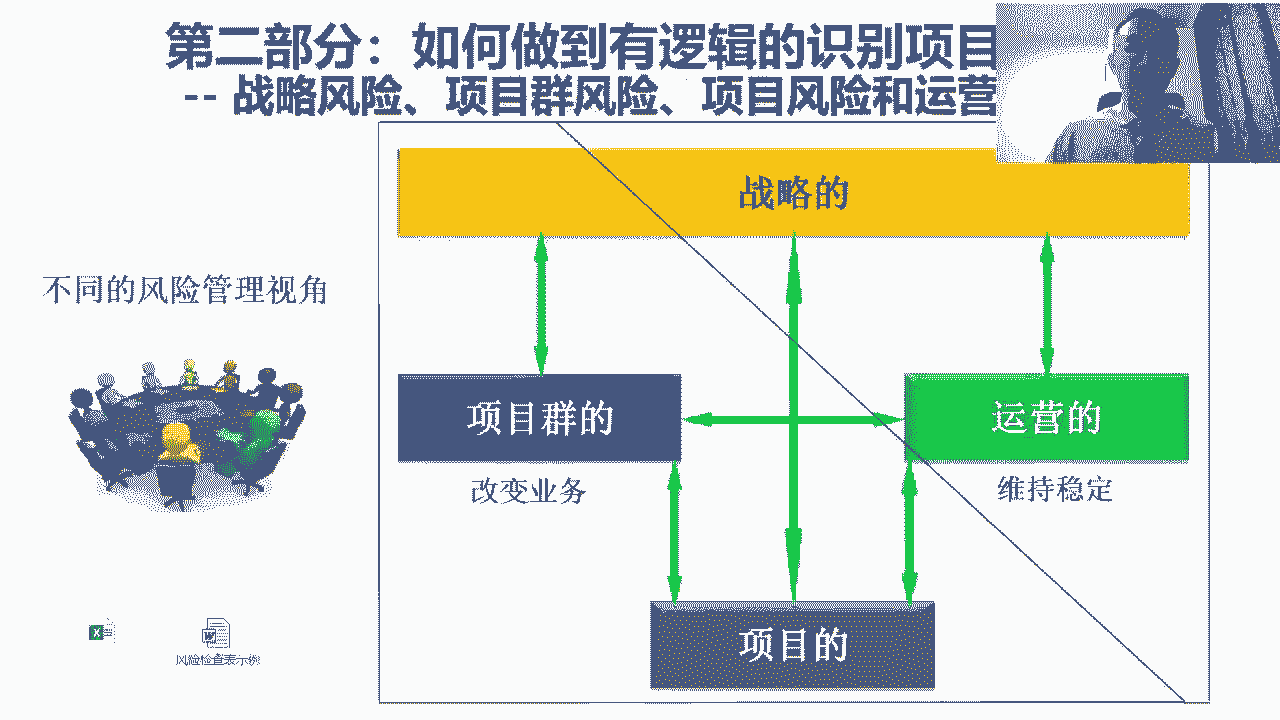 第二部分：如何做到有逻辑的识别项目
-- 战略风险、项目群风险、项目风险和运营
战略的
不同的风险管理视角
项目群的
运营的
改变业务
维持稳定
项目的
风险检查表示例